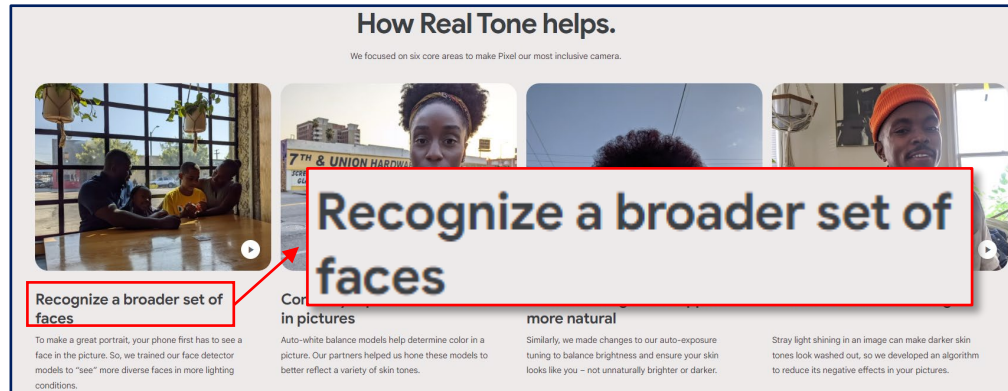 How Real Tone helps.
We focused on six core areas to make Pixel our most inclusive camera.
7TH & UNION HARDWA
Recognize a broader set of
faces
Recognize a broader set of
faces
To make a great portrait, your phone first has to see a
face in the picture. So, we trained our face detector
models to "see" more diverse faces in more lighting
conditions.
in pictures
Auto-white balance models help determine color in a
picture. Our partners helped us hone these models to
better reflect a variety of skin tones.
more natural
Similarly, we made changes to our auto-exposure
tuning to balance brightness and ensure your skin
looks like you – not unnaturally brighter or darker.
Stray light shining in an image can make darker skin
tones look washed out, so we developed an algorithm
to reduce its negative effects in your pictures.